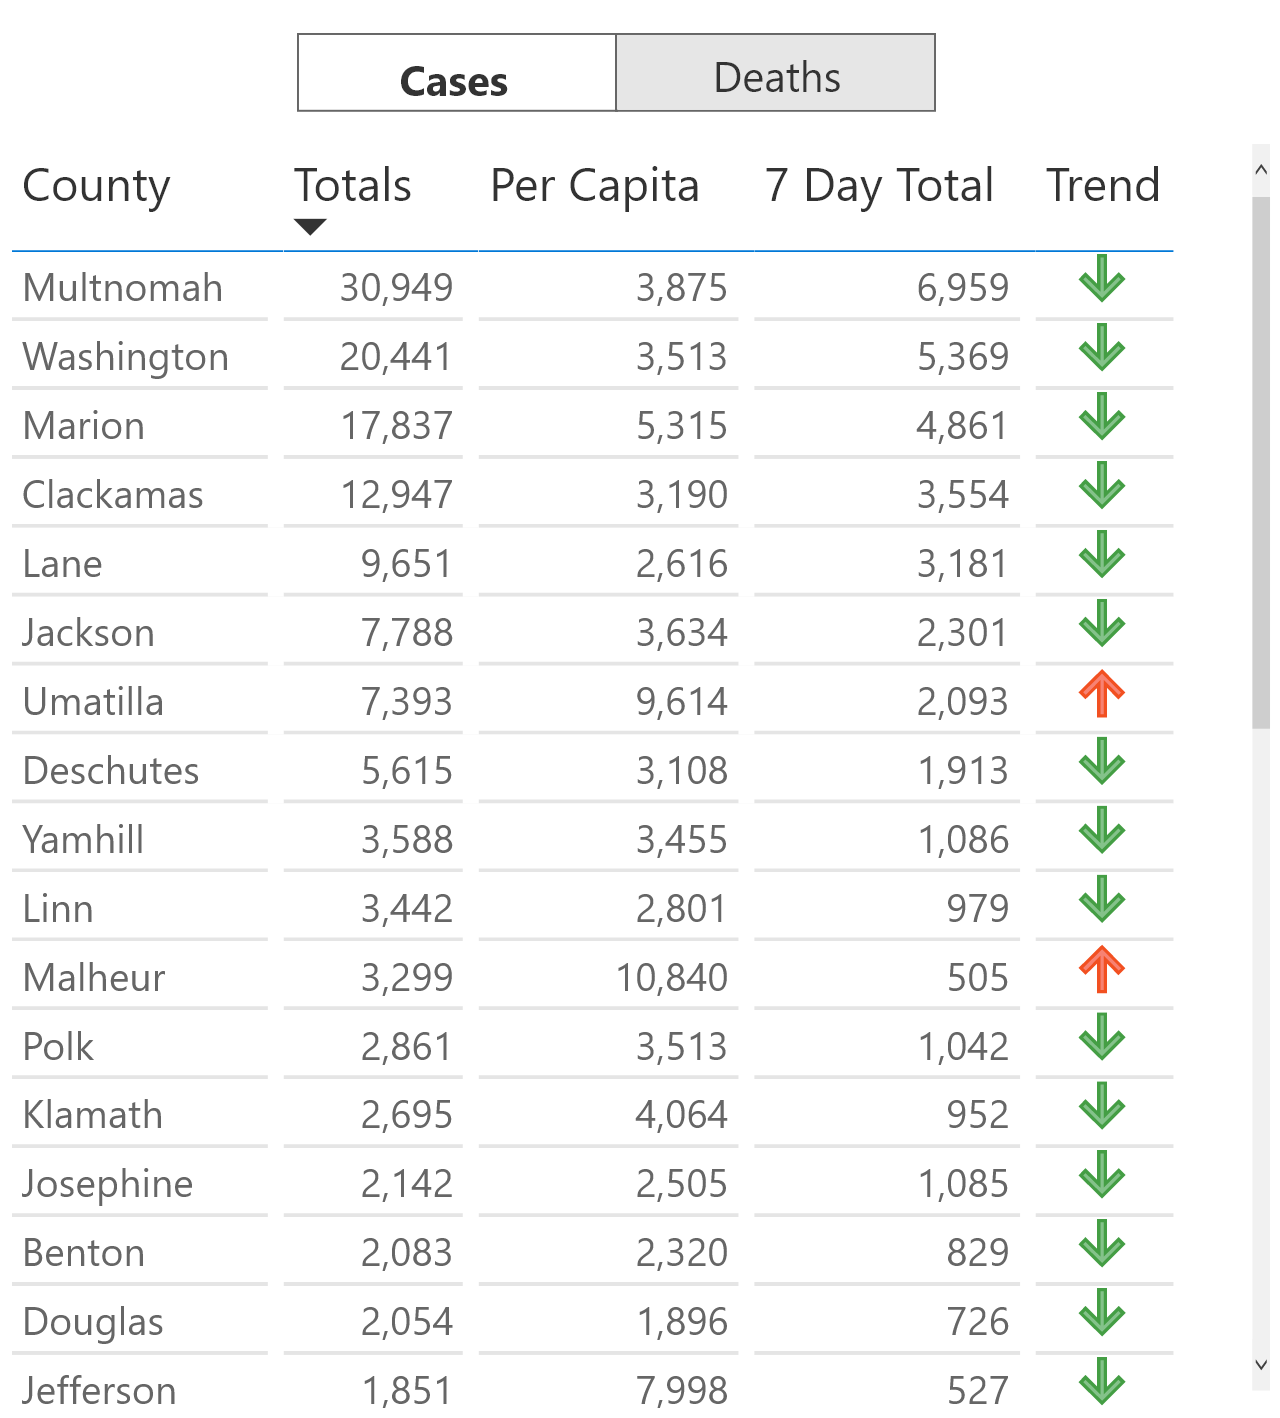 Cases Deaths
County Totals Per Capita 7 Day Total Trend
Multnomah 30,949 3,875 6,959
Washington 20,441 3,513 5,369
Marion 17,837 5,315 4,861
Clackamas 12,947 3,190 3,554
Lane 9,651 2,616 3,181
Jackson 7,788 3,634 2,301
Umatilla 7,393 9,614 2,093
Deschutes 5,615 3,108 1,913
Yamhill 3,588 3,455 1,086
Linn 3,442 2,801 979
Malheur 3,299 10,840 505
Polk 2,861 3,513 1,042
Klamath 2,695 4,064 952
Josephine 2,142 2,505 1,085
Benton 2,083 2,320 829
Douglas 2,054 1,896 726
Jefferson 1,851 7,998 527